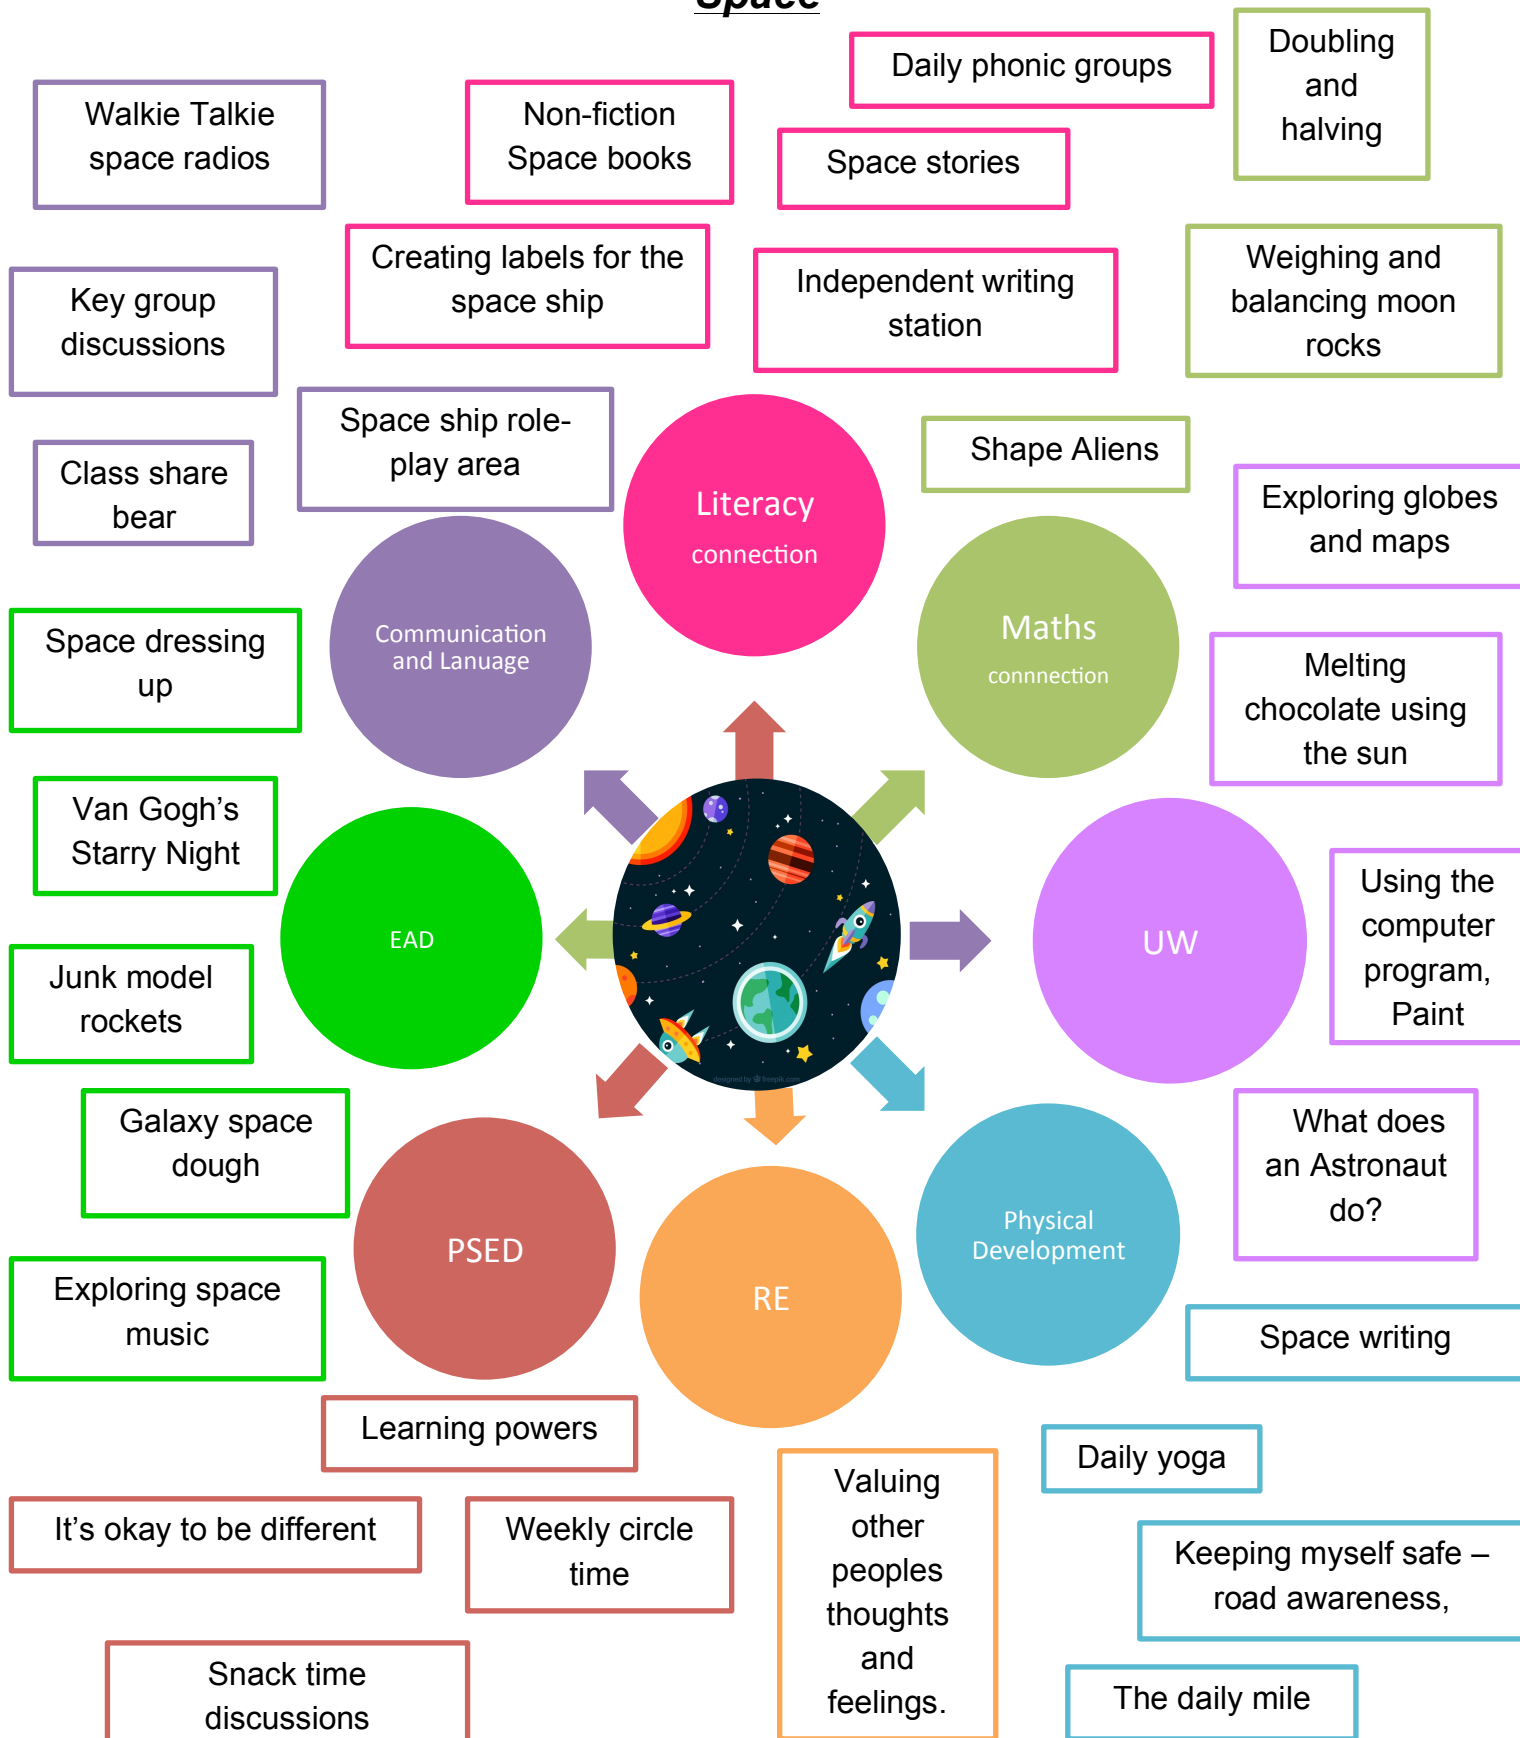 Space
Daily phonic groups
Doubling
and
halving
Walkie Talkie
space radios
Non-fiction
Space books
Space stories
Creating labels for the
space ship
Independent writing
station
Weighing and
balancing moon
rocks
Key group
discussions
Space ship role-
play area
Shape Aliens
Class share
bear
Literacy
connection
Exploring globes
and maps
Communication
and Lanuage
Maths
connnection
Space dressing
up
Melting
chocolate using
the sun
Van Gogh’s
Starry Night
EAD
UW
Using the
computer
program,
Paint
Junk model
rockets
designed by freepik.com
Galaxy space
dough
What does
an Astronaut
do?
PSED
RE
Physical
Development
Exploring space
music
Space writing
Learning powers
Daily yoga
It’s okay to be different
Weekly circle
time
Valuing
other
peoples
thoughts
and
feelings.
Keeping myself safe –
road awareness,
Snack time
discussions
The daily mile